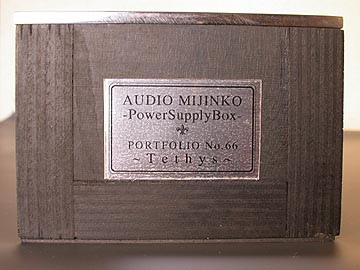 AUDIO MIJINKO
-PowerSupplyBox-
PORTFOLIO No.66
~ Tethys ~